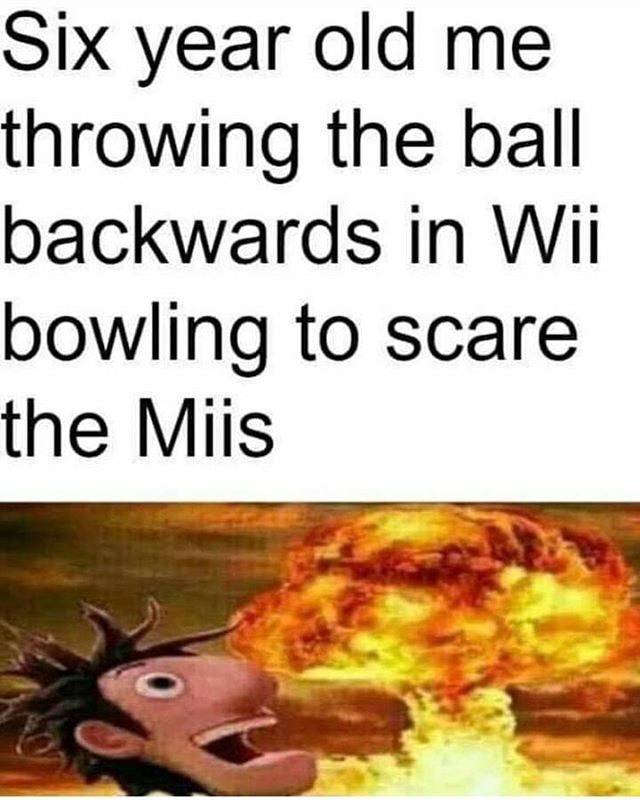 Six year old me
throwing the ball
backwards in Wii
bowling to scare
the Miis